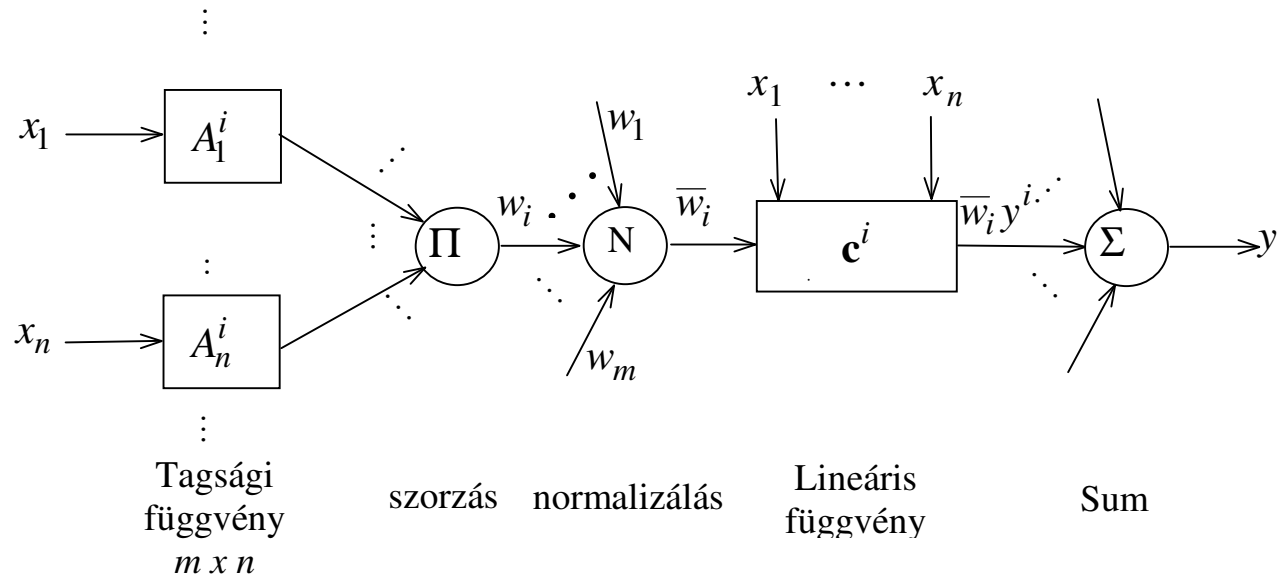 x₁ ⋯ xₙ
x₁ A₁ⁱ w₁
Π wᵢ N w̅ᵢ cⁱ w̅ᵢ yⁱ Σ y
xₙ Aₙⁱ wₘ
Tagsági
függvény
m x n
szorzás
normalizálás
Lineáris
függvény
Sum